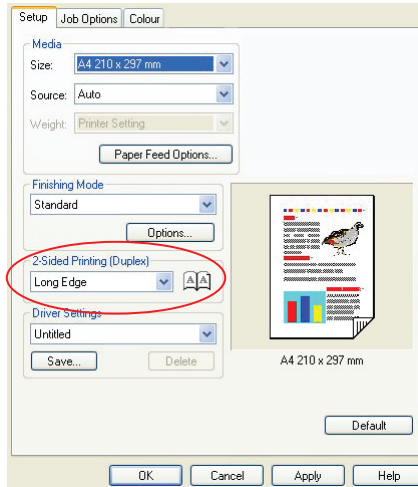 Setup Job Options Colour
Media
Size: A4 210 x 297 mm
Source: Auto
Weight: Printer Setting
Paper Feed Options...
Finishing Mode
Standard
Options...
2-Sided Printing (Duplex)
Long Edge A A
Driver Settings
Untitled
Save... Delete
A4 210 x 297 mm
Default
OK Cancel Apply Help